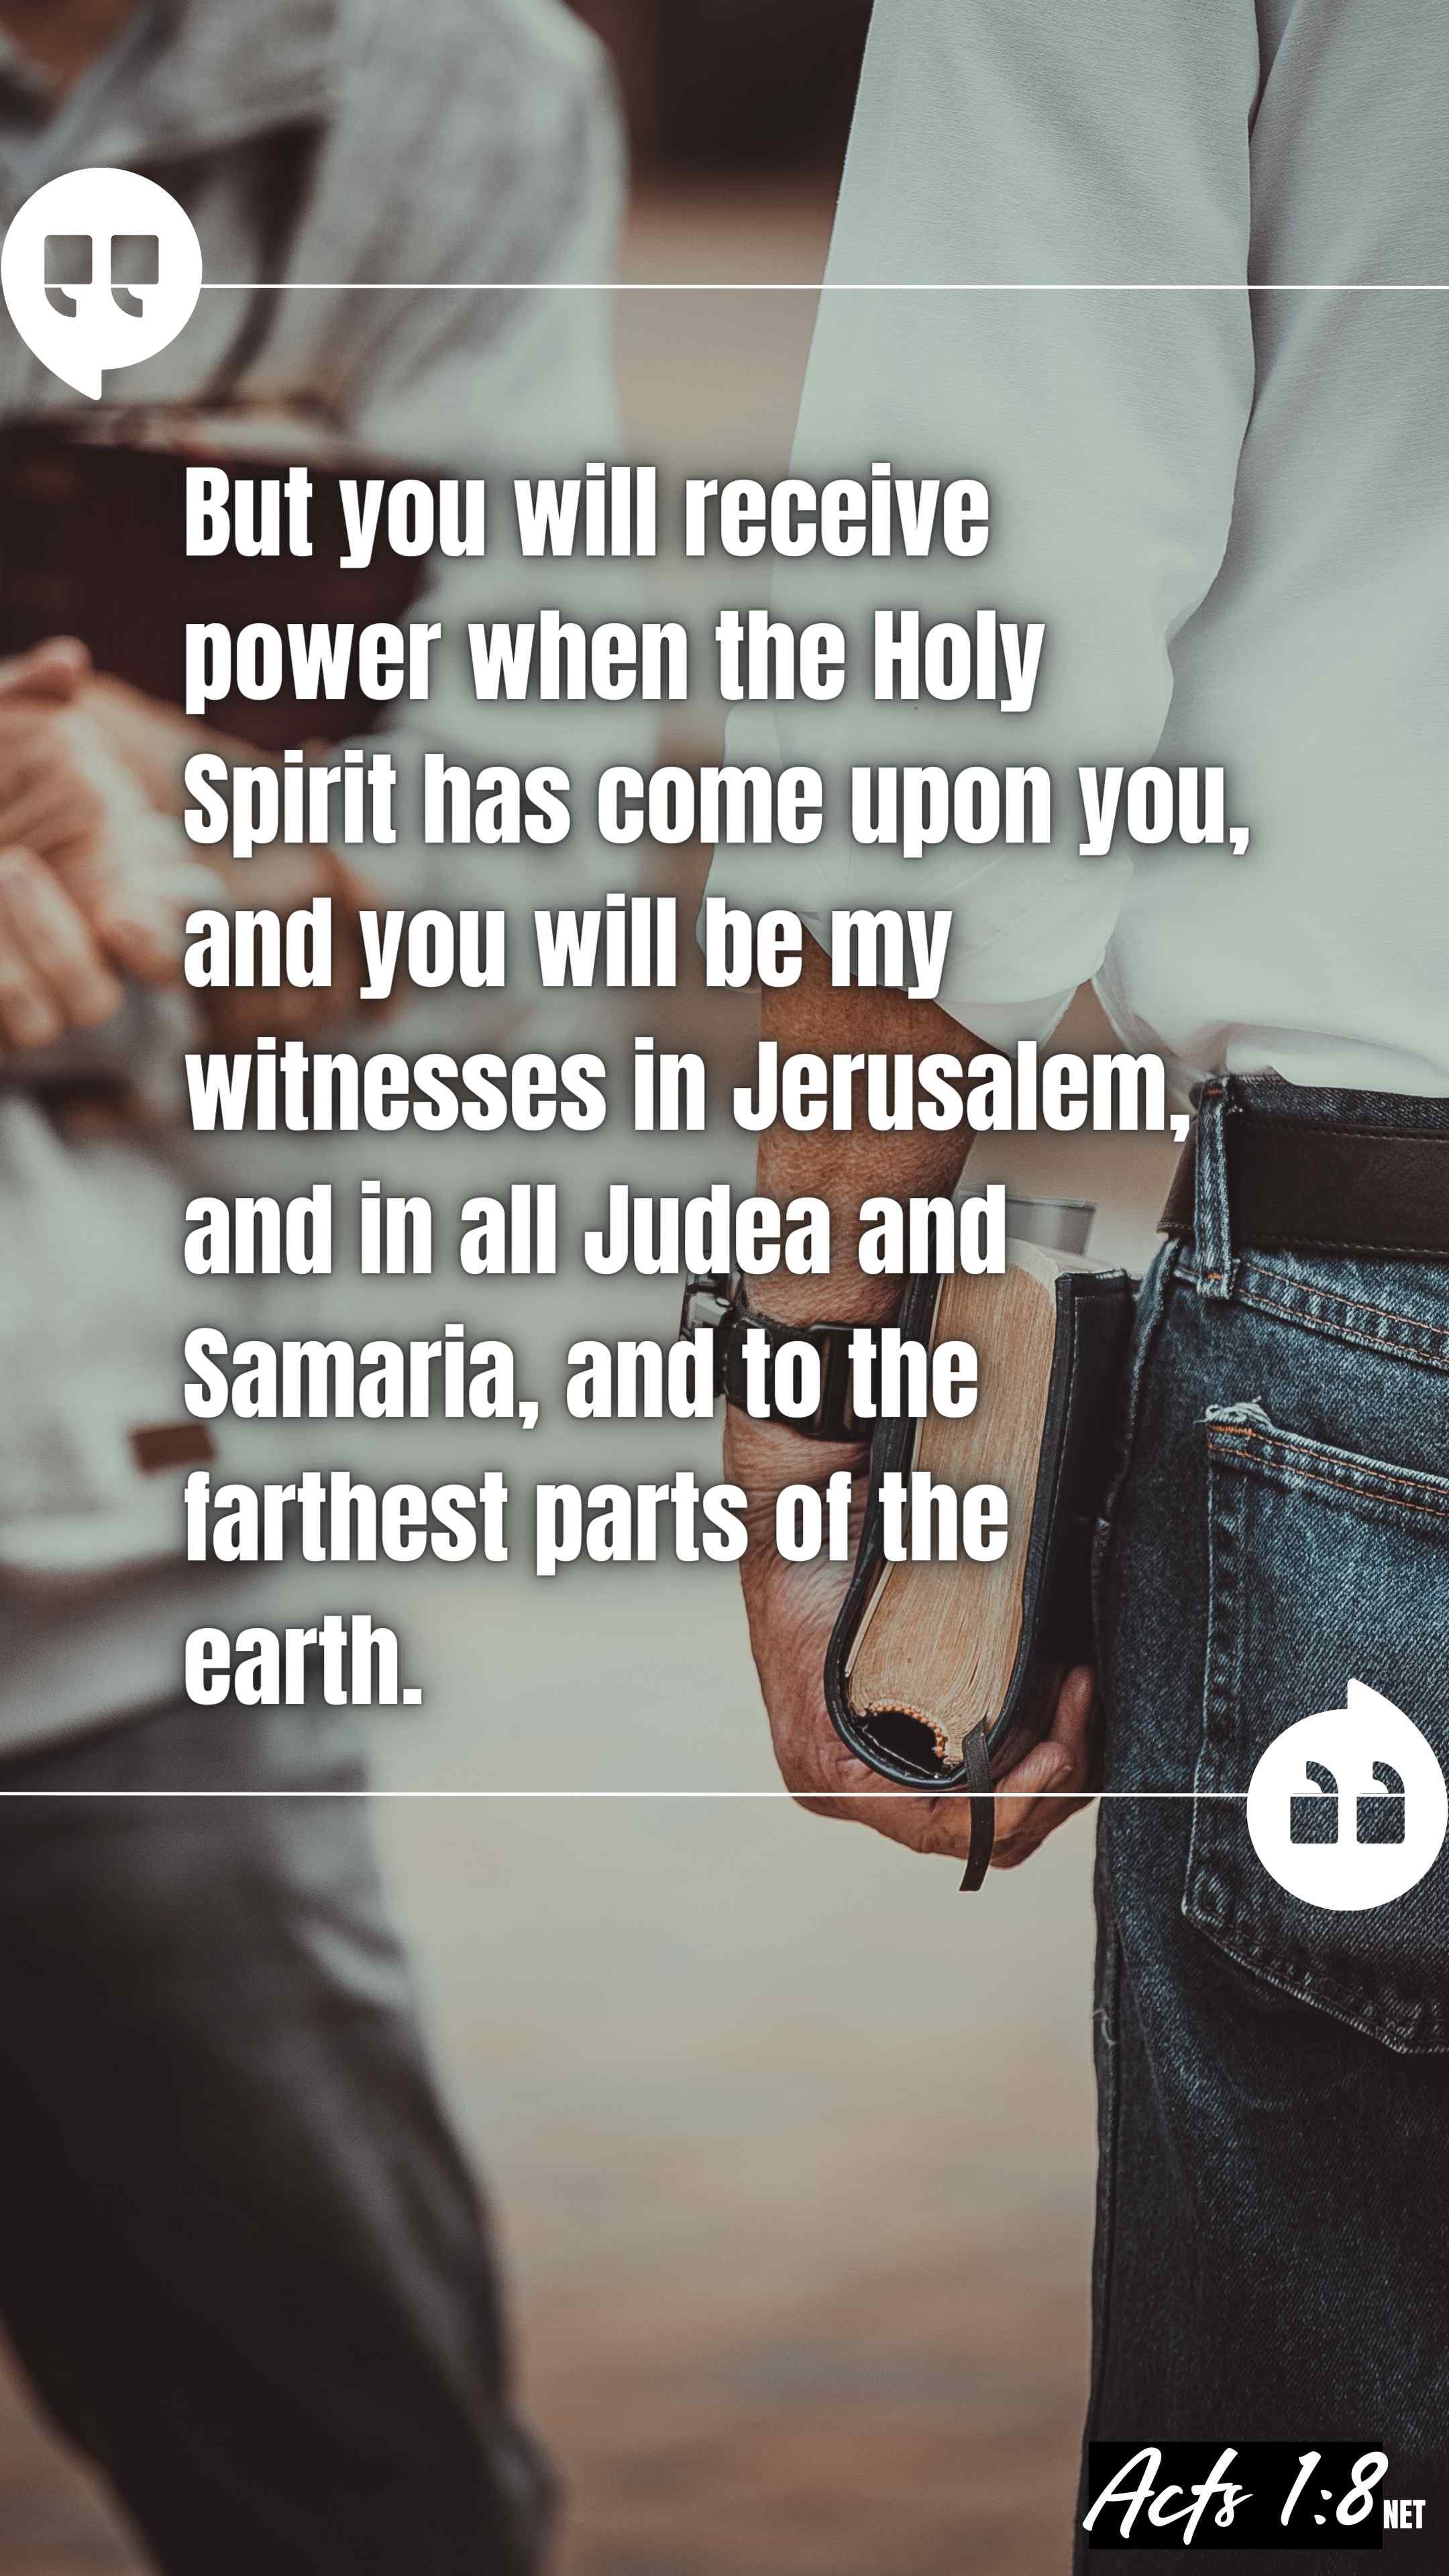 But you will receive
power when the Holy
Spirit has come upon you,
and you will be my
witnesses in Jerusalem,
and in all Judea and
Samaria, and to the
farthest parts of the
earth.
Acts 1:8 NET